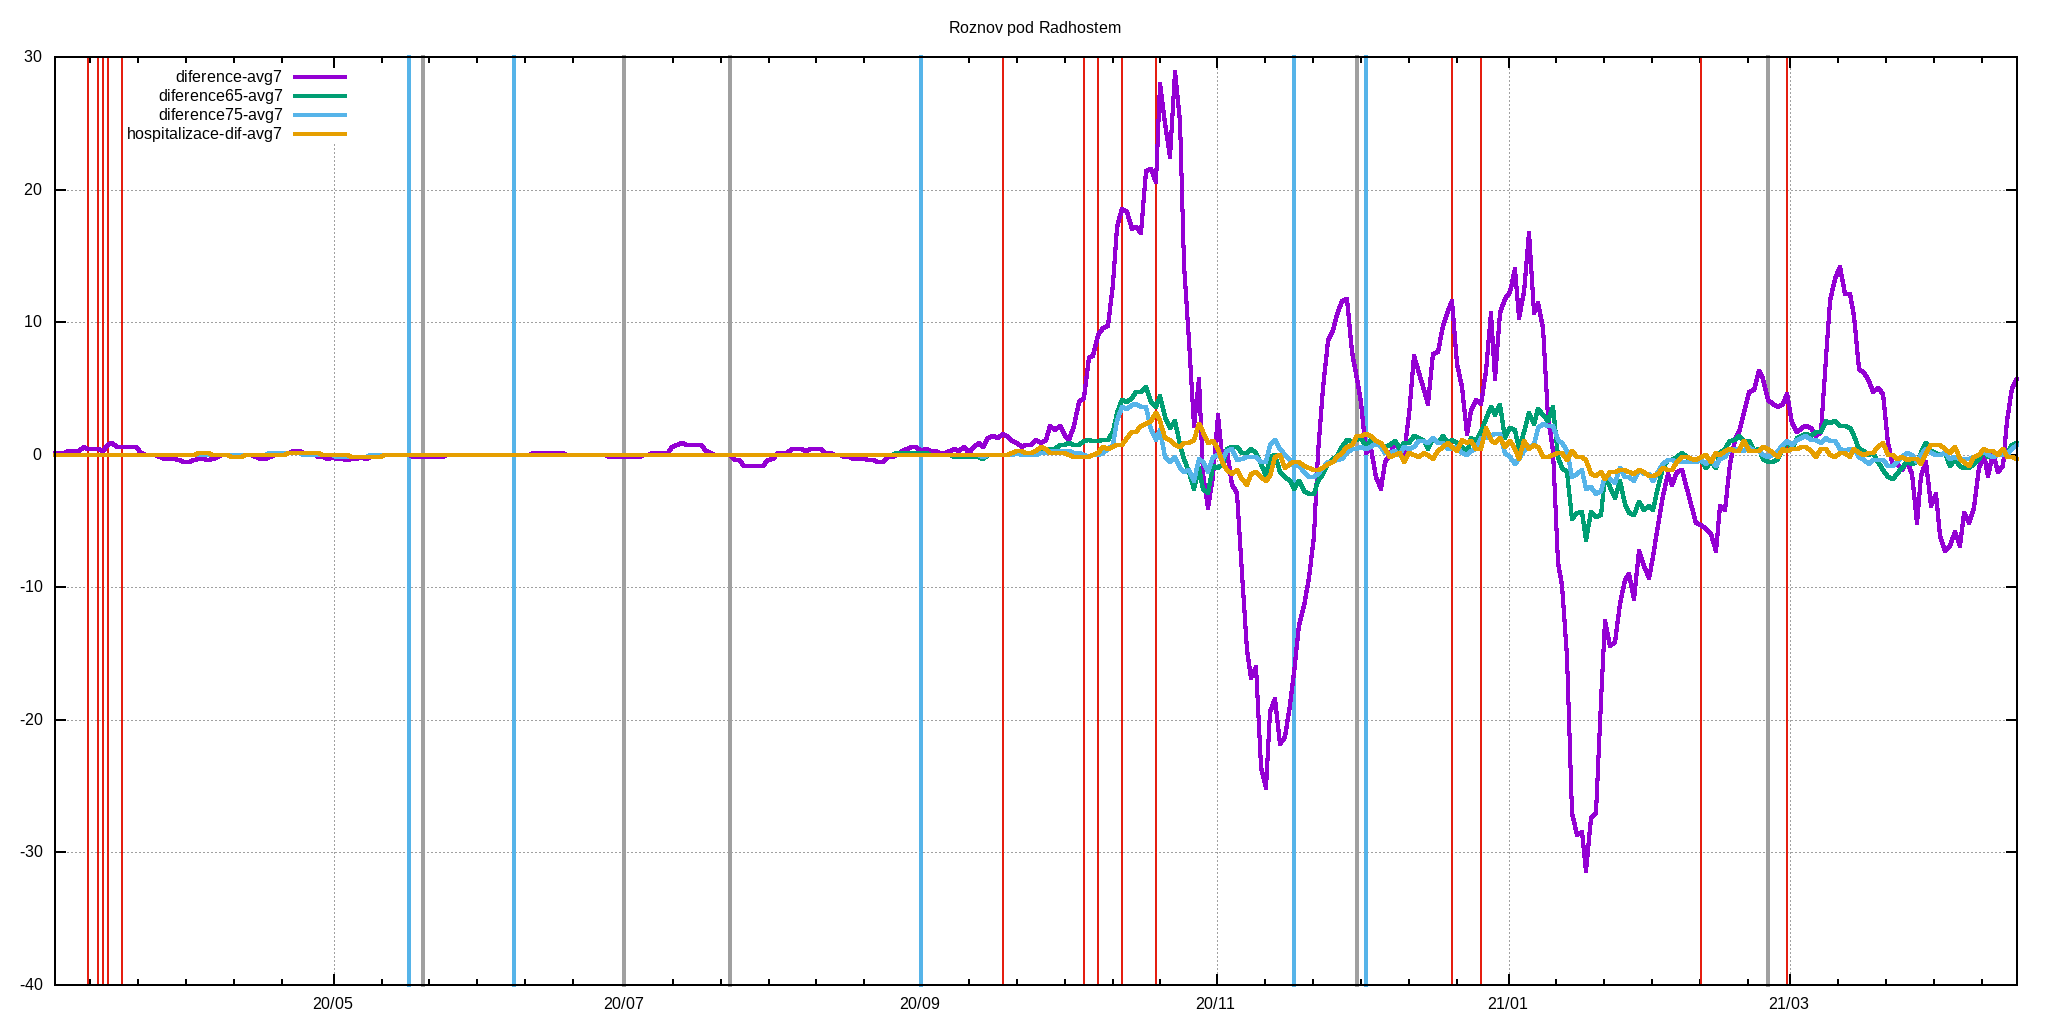 Roznov pod Radhostem
30
diference-avg7
diference65-avg7
diference75-avg7
hospitalizace-dif-avg7
20
10
0
-10
-20
-30
-40
20/05
20/07
20/09
20/11
21/01
21/03